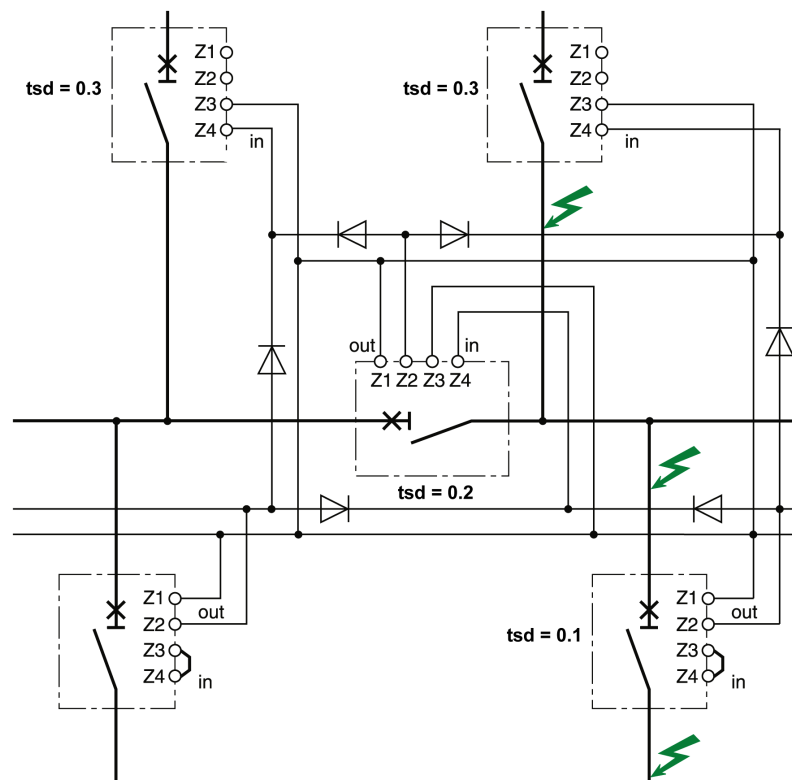 Z1
Z2
tsd = 0.3
Z3
Z4
in
Z1
Z2
tsd = 0.3
Z3
Z4
in
out
in
Z1 Z2 Z3 Z4
tsd = 0.2
Z1
out
Z2
Z3
Z4
in
Z1
out
Z2
tsd = 0.1
Z3
Z4
in